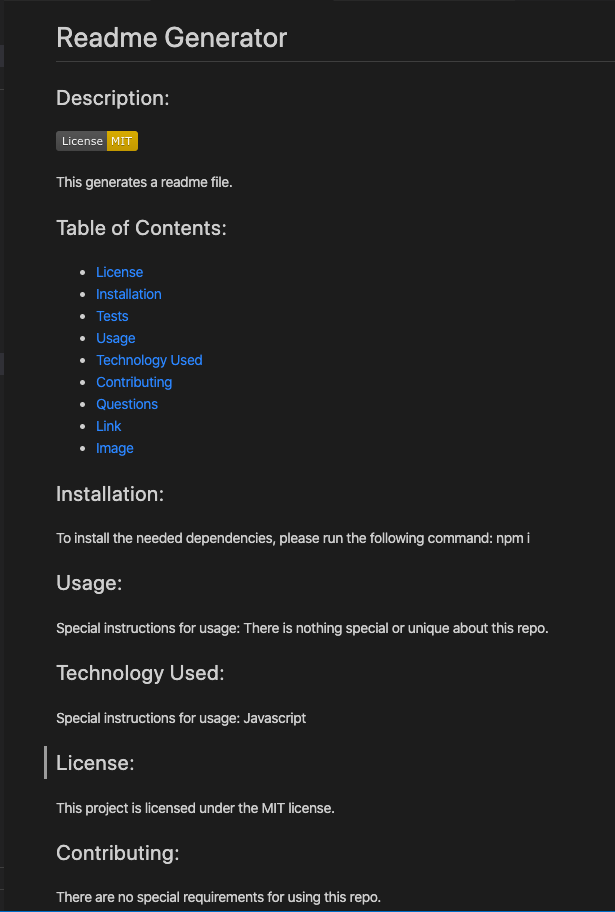 Readme Generator
Description:
License MIT
This generates a readme file.
Table of Contents:
License
Installation
Tests
Usage
Technology Used
Contributing
Questions
Link
Image
Installation:
To install the needed dependencies, please run the following command: npm i
Usage:
Special instructions for usage: There is nothing special or unique about this repo.
Technology Used:
Special instructions for usage: Javascript
License:
This project is licensed under the MIT license.
Contributing:
There are no special requirements for using this repo.